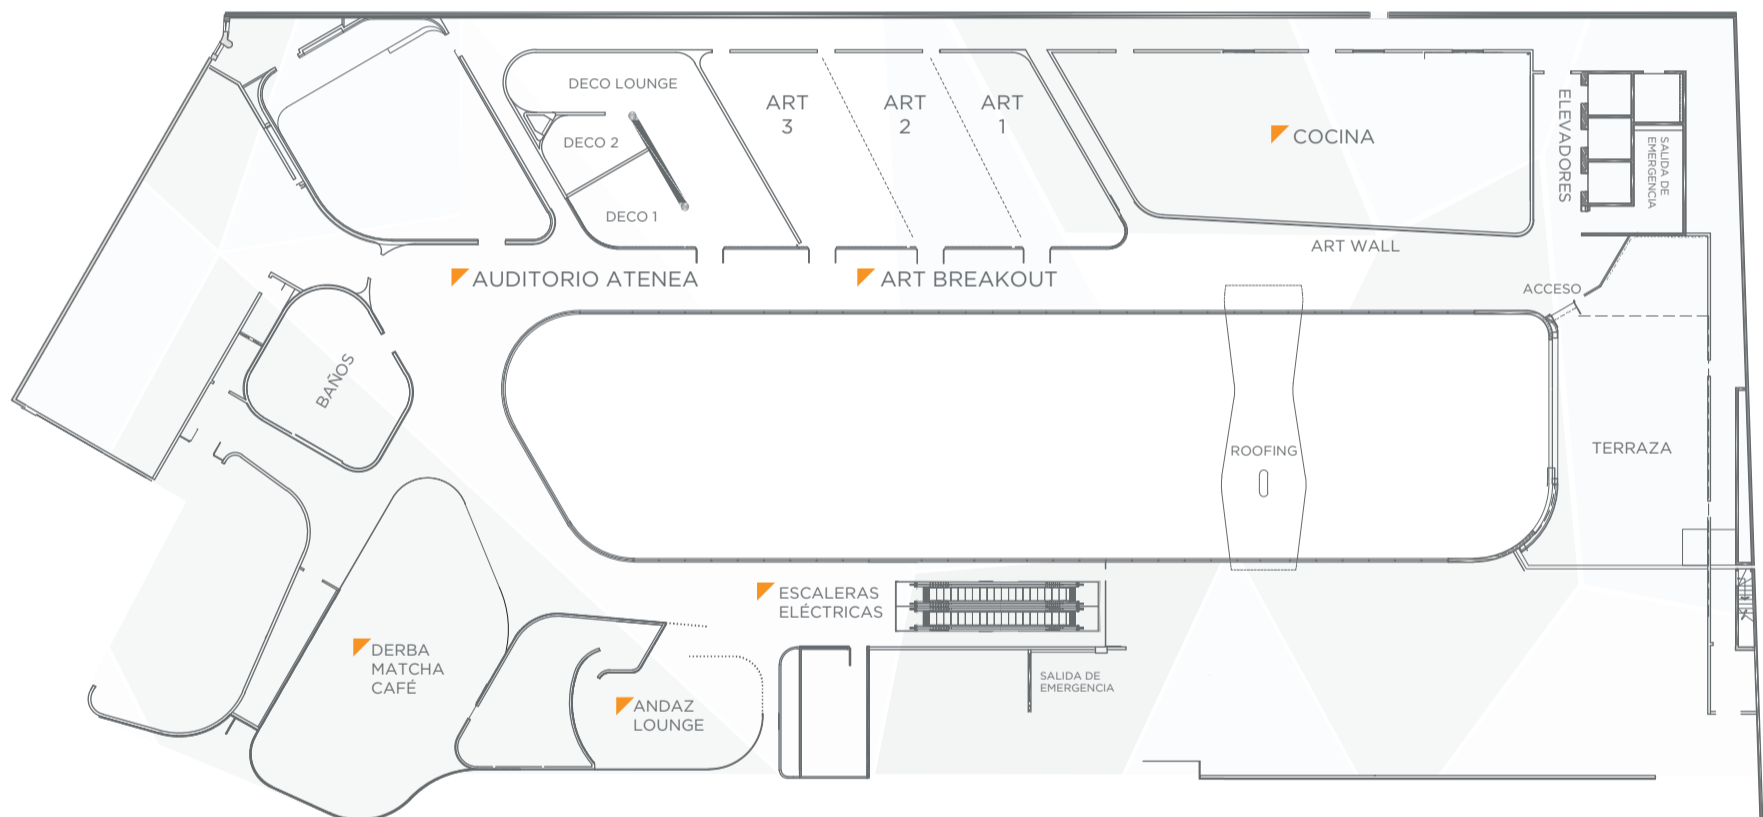 DECO LOUNGE
DECO 2
DECO 1
ART
3
ART
2
ART
1
COCINA
ELEVADORES
SALIDA DE
EMERGENCIA
ART WALL
AUDITORIO ATENEA
ART BREAKOUT
ACCESO
BAÑOS
ROOFING
TERRAZA
ESCALERAS
ELÉCTRICAS
DERBA
MATCHA
CAFÉ
ANDAZ
LOUNGE
SALIDA DE
EMERGENCIA